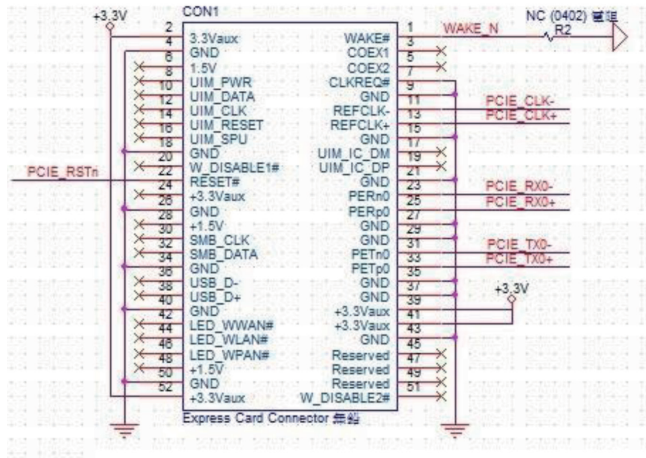 +3.3V
CON1
NC (0402)
R2
2
1
WAKE_N
4
3.3Vaux
WAKE#
3
6
GND
COEX1
5
8
1.5V
COEX2
7
10
UIM_PWR
CLKREQ#
9
12
UIM_DATA
GND
11
PCIE_CLK-
14
UIM_CLK
REFCLK-
13
PCIE_CLK+
16
UIM_RESET
REFCLK+
15
18
UIM_SPU
GND
17
20
GND
UIM_IC_DM
19
PCIE_RSTn
22
W_DISABLE1#
UIM_IC_DP
21
24
RESET#
GND
23
PCIE_RX0-
26
+3.3Vaux
PERn0
25
PCIE_RX0+
28
GND
PERp0
27
30
+1.5V
GND
29
32
SMB_CLK
GND
31
PCIE_TX0-
34
SMB_DATA
PETn0
33
PCIE_TX0+
36
GND
PETp0
35
38
USB_D-
GND
37
40
USB_D+
GND
39
+3.3V
42
GND
+3.3Vaux
41
44
LED_WWAN#
+3.3Vaux
43
46
LED_WLAN#
GND
45
48
LED_WPAN#
Reserved
47
50
+1.5V
Reserved
49
52
GND
Reserved
51
+3.3Vaux
W_DISABLE2#
Express Card Connector 無鉛